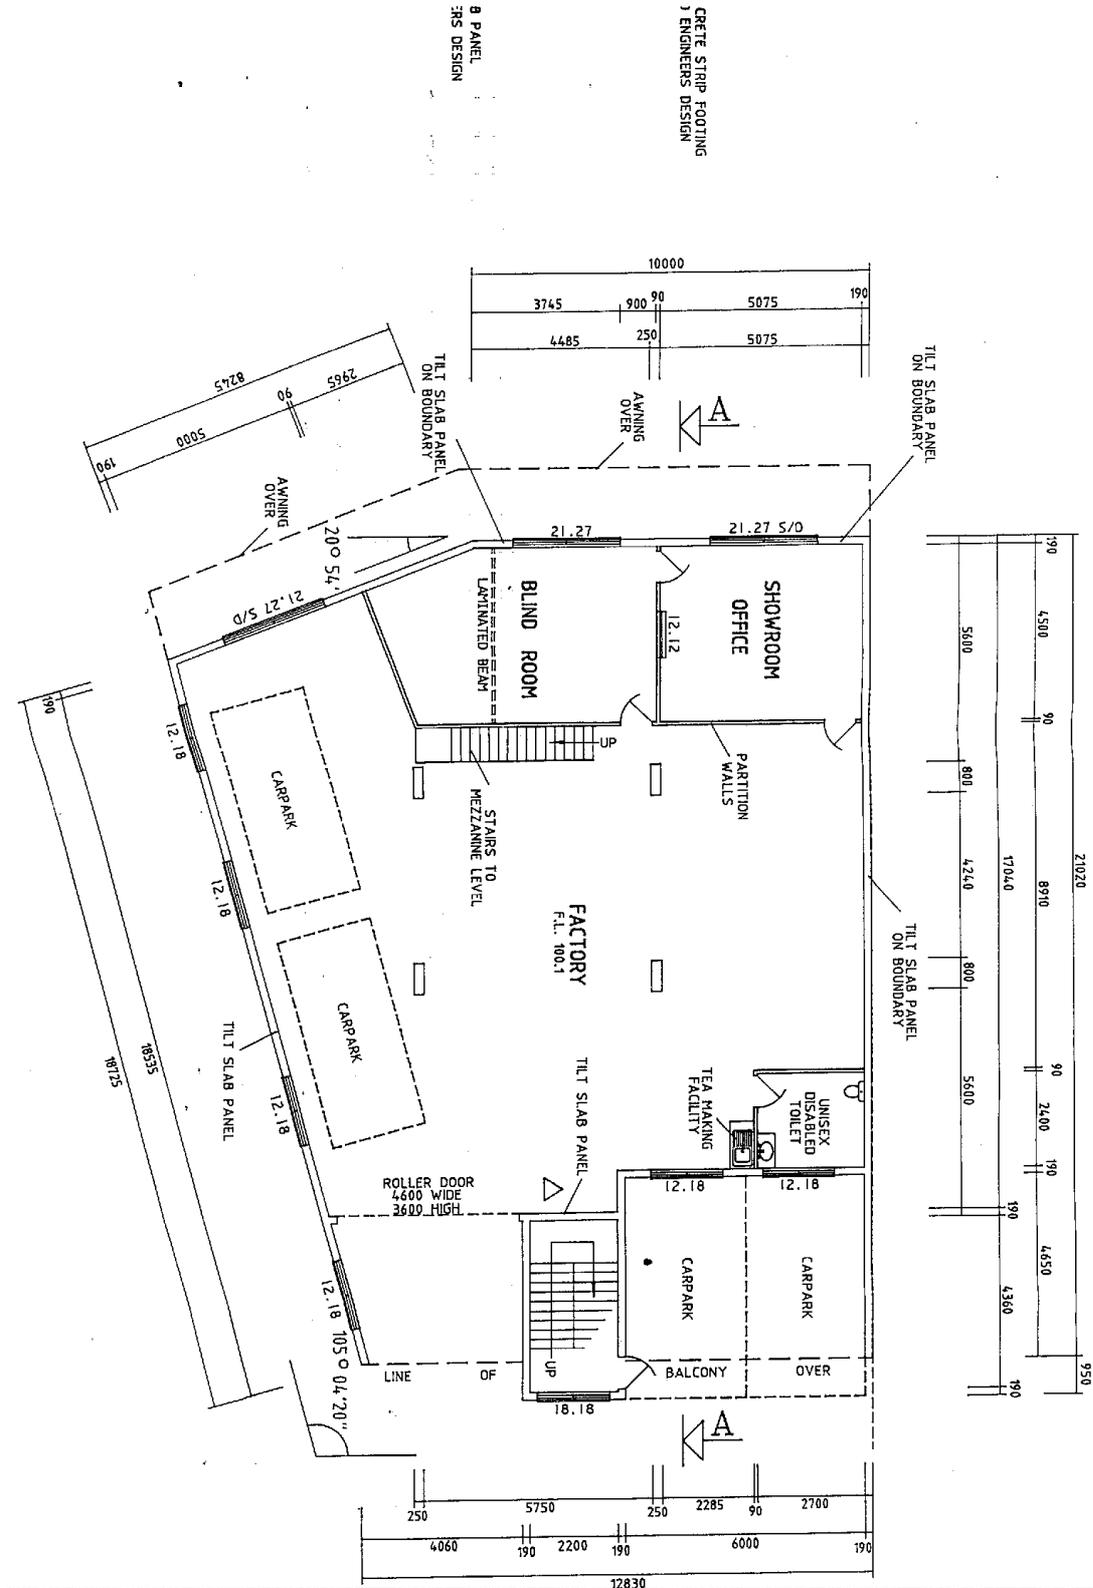 B PANEL
ERS DESIGN
CRETE STRIP FOOTING
ENGINEERS DESIGN
10000
3745
900
90
5075
190
4485
250
5075
8245
2965
90
5000
190
TILT SLAB PANEL
ON BOUNDARY
AWNING
OVER
A
TILT SLAB PANEL
ON BOUNDARY
AWNING
OVER
20° 54'
21.27
21.27 S/D
21.27 S/D
BLIND ROOM
LAMINATED BEAM
12.12
SHOWROOM
OFFICE
190
4500
5600
90
800
4240
17040
8910
21020
800
90
5600
2400
190
190
4650
4360
190
950
190
12.18
CARPARK
UP
PARTITION
WALLS
STAIRS TO
MEZZANINE LEVEL
12.18
FACTORY
F.L. 100.1
TILT SLAB PANEL
ON BOUNDARY
CARPARK
18535
18725
TILT SLAB PANEL
12.18
TILT SLAB PANEL
TEA MAKING
FACILITY
UNISEX
DISABLED
TOILET
ROLLER DOOR
4600 WIDE
3600 HIGH
12.18
12.18
CARPARK
CARPARK
12.18
105° 04'20"
LINE OF BALCONY OVER
UP
18.18
A
250
5750
250
2285
90
2700
4060
190
2200
190
6000
190
12830